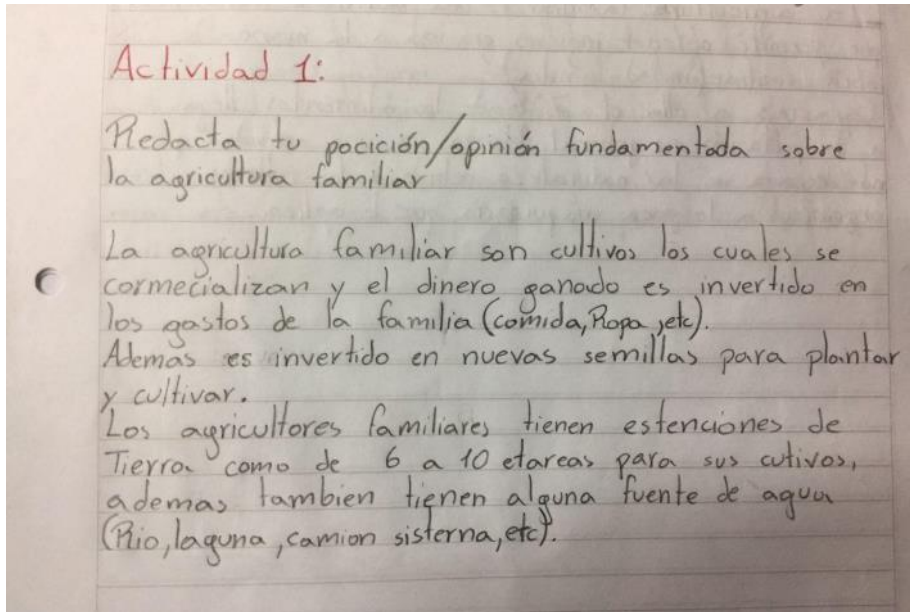 Actividad 1:
Redacta tu pocición/opinión fundamentada sobre
la agricultura familiar
La agricultura familiar son cultivos los cuales se
cormecializan y el dinero ganado es invertido en
los gastos de la familia (comida, Ropa, etc).
Ademas es invertido en nuevas semillas para plantar
y cultivar.
Los agricultores familiares tienen estenciones de
Tierra como de 6 a 10 etareas para sus cutivos,
ademas tambien tienen alguna fuente de agua
(Rio, laguna, camion sisterna, etc).